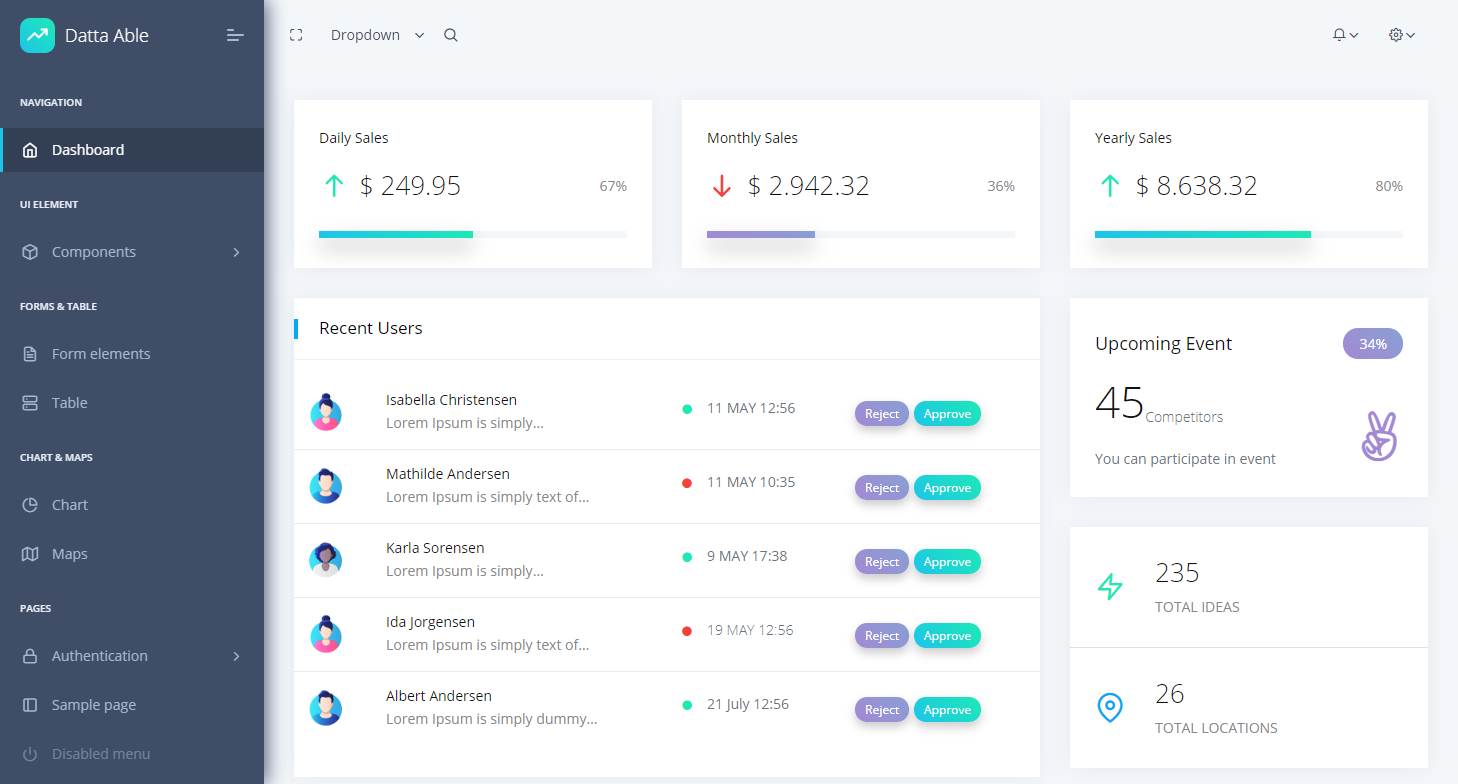 Datta Able
NAVIGATION
Dashboard
UI ELEMENT
Components
FORMS & TABLE
Form elements
Table
CHART & MAPS
Chart
Maps
PAGES
Authentication
Sample page
Disabled menu
Dropdown
Daily Sales
$ 249.95
67%
Monthly Sales
$ 2.942.32
36%
Yearly Sales
$ 8.638.32
80%
Recent Users
Isabella Christensen
Lorem Ipsum is simply...
11 MAY 12:56
Reject Approve
Mathilde Andersen
Lorem Ipsum is simply text of...
11 MAY 10:35
Reject Approve
Karla Sorensen
Lorem Ipsum is simply...
9 MAY 17:38
Reject Approve
Ida Jorgensen
Lorem Ipsum is simply text of...
19 MAY 12:56
Reject Approve
Albert Andersen
Lorem Ipsum is simply dummy...
21 July 12:56
Reject Approve
Upcoming Event
34%
45 Competitors
You can participate in event
235
TOTAL IDEAS
26
TOTAL LOCATIONS